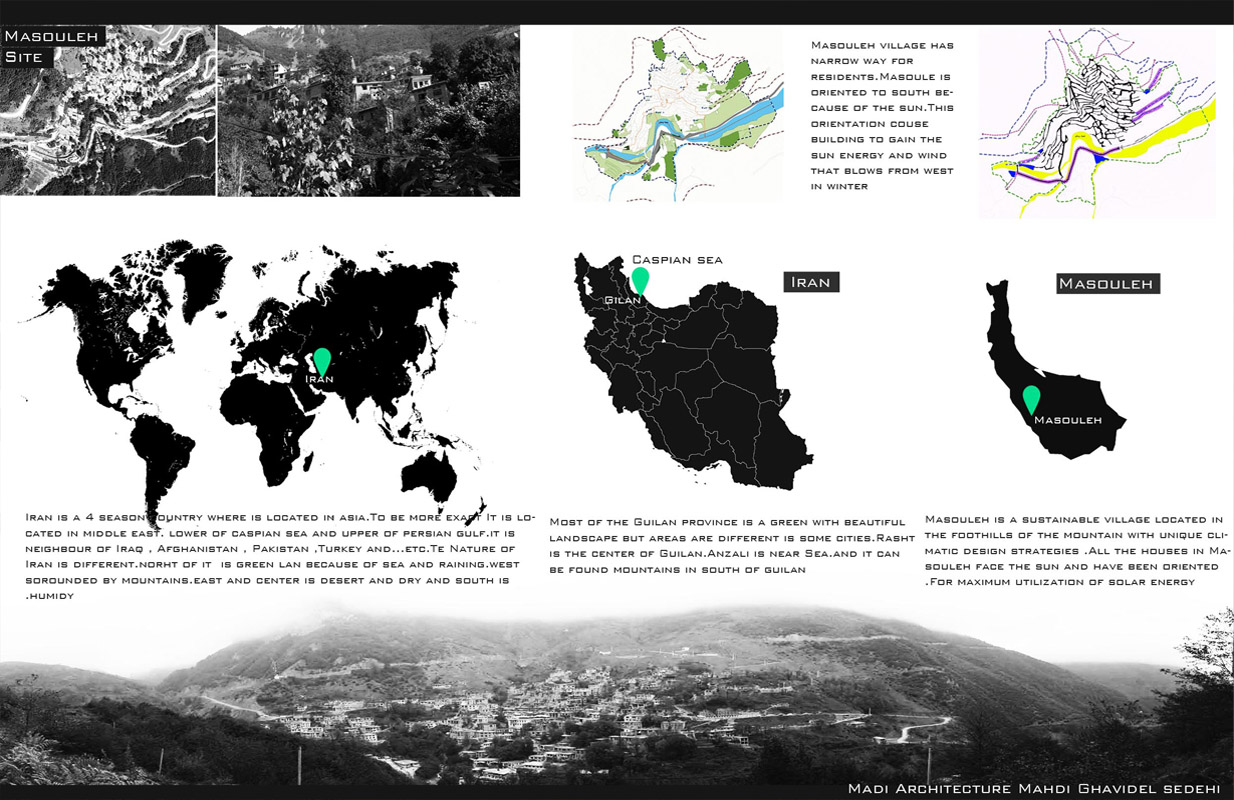 Masouleh
Site
Masouleh village has
narrow way for
residents.Masoule is
oriented to south be-
cause of the sun.This
orientation couse
building to gain the
sun energy and wind
that blows from west
in winter
Caspian sea
Gilan
Iran
Masouleh
Iran
Masouleh
Iran is a 4 season country where is located in asia.To be more exact It is lo-
cated in middle east. lower of caspian sea and upper of persian gulf.it is
neighbour of Iraq , Afghanistan , Pakistan ,Turkey and...etc.Te Nature of
Iran is different.norht of it is green lan because of sea and raining.west
sorounded by mountains.east and center is desert and dry and south is
.humidy
Most of the Guilan province is a green with beautiful
landscape but areas are different is some cities.Rasht
is the center of Guilan.Anzali is near Sea.and it can
be found mountains in south of guilan
Masouleh is a sustainable village located in
the foothills of the mountain with unique cli-
matic design strategies .All the houses in Ma-
souleh face the sun and have been oriented
.For maximum utilization of solar energy
Madi Architecture Mahdi Ghavidel sedehi